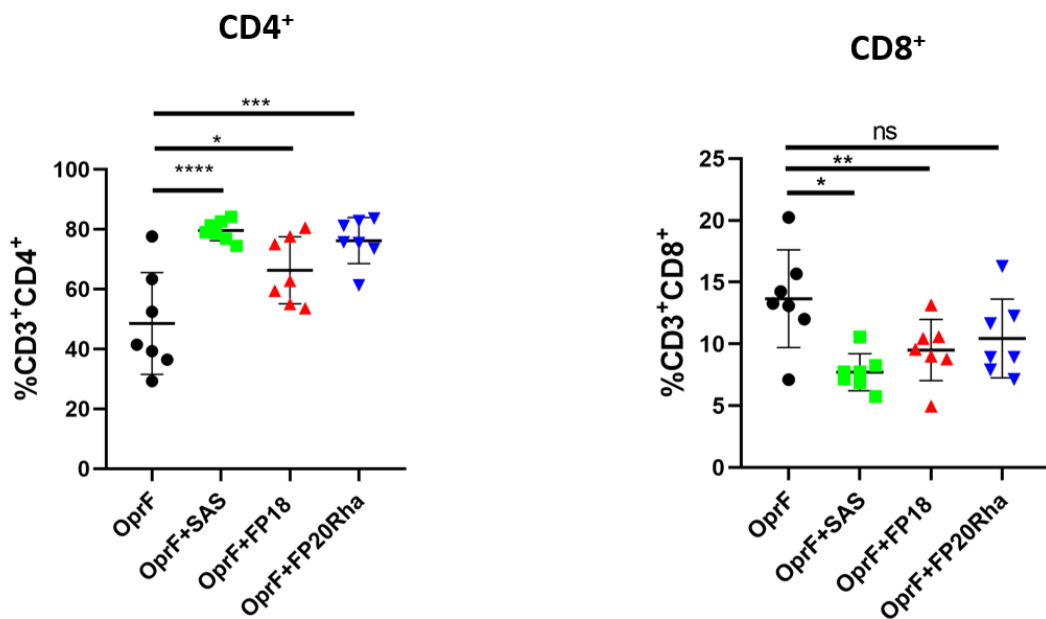 CD4⁺
***
*
****
100
80
60
40
20
0
%CD3⁺CD4⁺
OprF
OprF+SAS
OprF+FP18
OprF+FP20Rha
CD8⁺
ns
**
*
25
20
15
10
5
0
%CD3⁺CD8⁺
OprF
OprF+SAS
OprF+FP18
OprF+FP20Rha